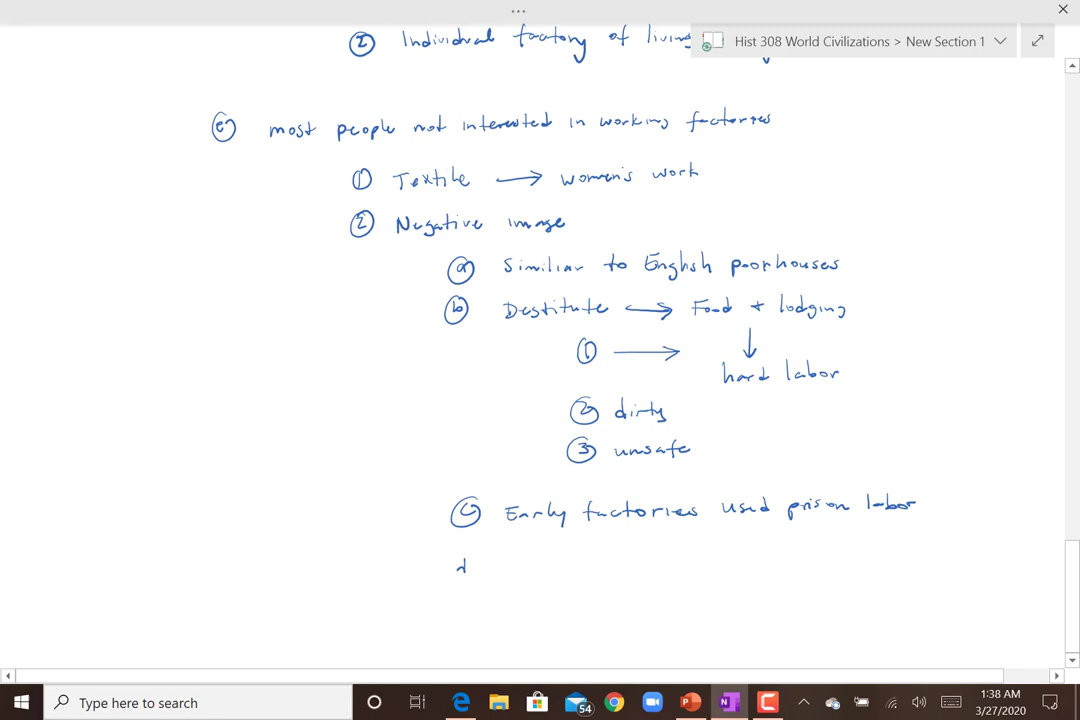 ...
Hist 308 World Civilizations > New Section 1
② Individual factory of living
ⓔ most people not interested in working factories
① Textile → women's work
② Negative image
ⓐ Similiar to English poorhouses
ⓑ Destitute → Food + lodging
↓
① →
hard labor
② dirty
③ unsafe
ⓒ Early factories used prison labor
d
Type here to search
54
1:38 AM
3/27/2020